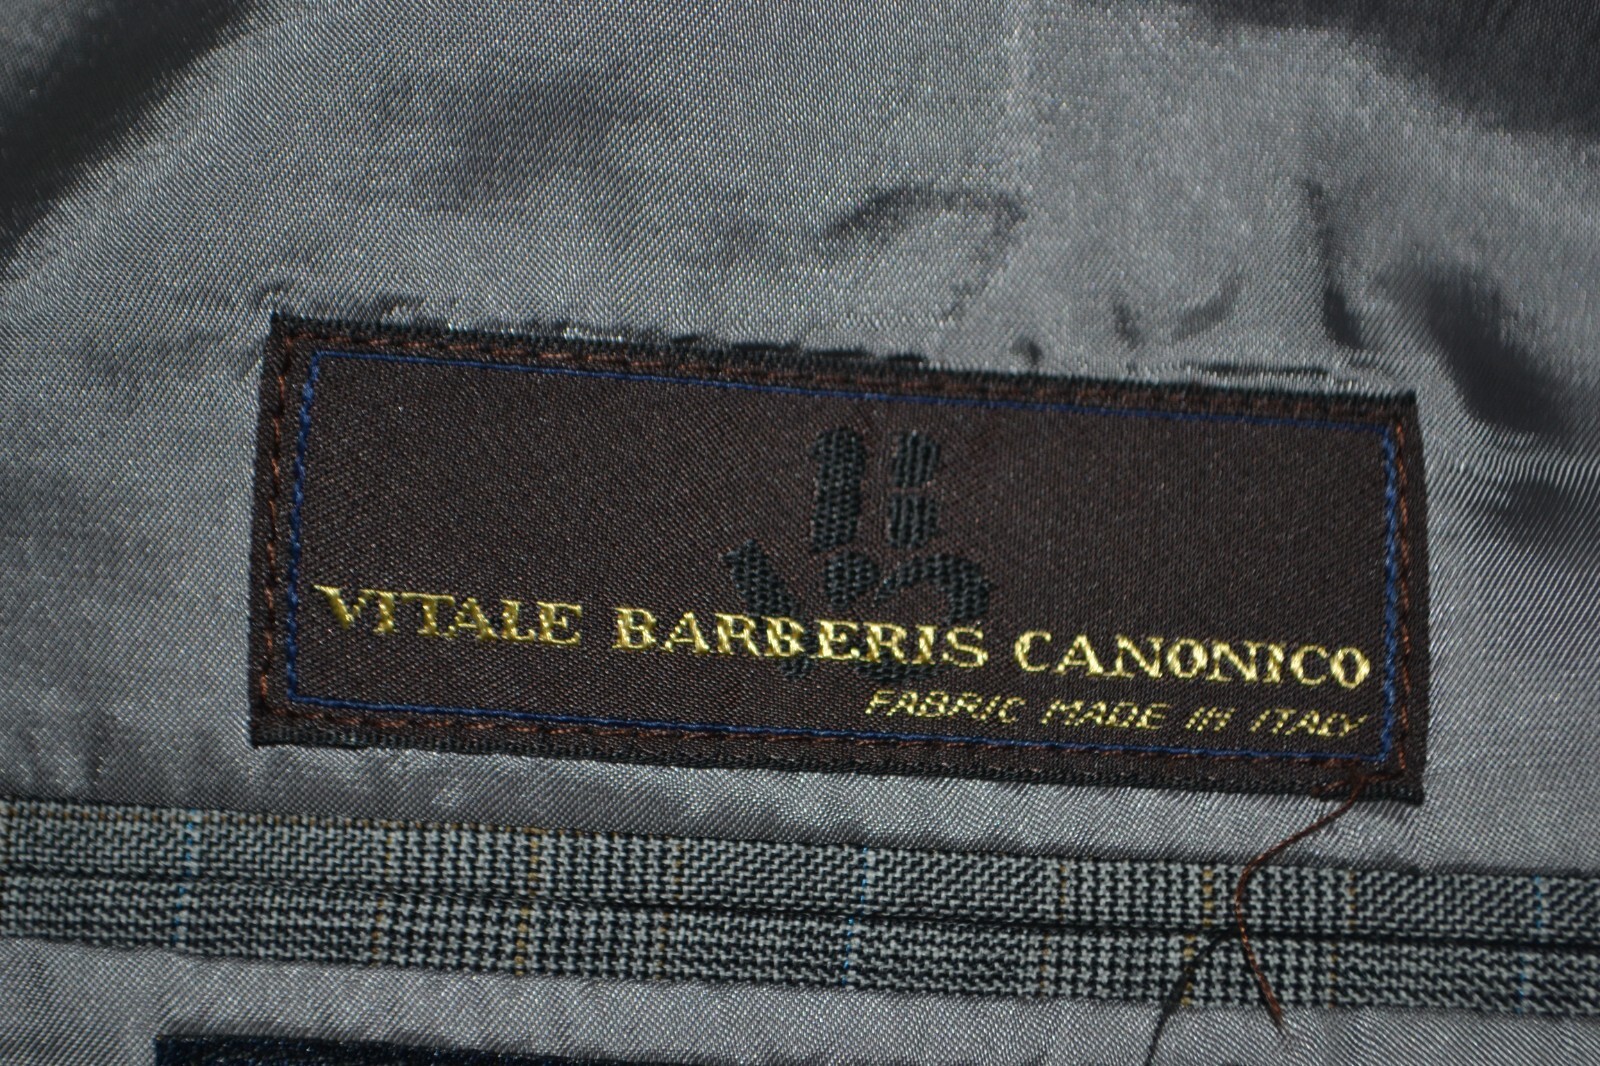 VITALE BARBERIS CANONICO
FABRIC MADE IN ITALY